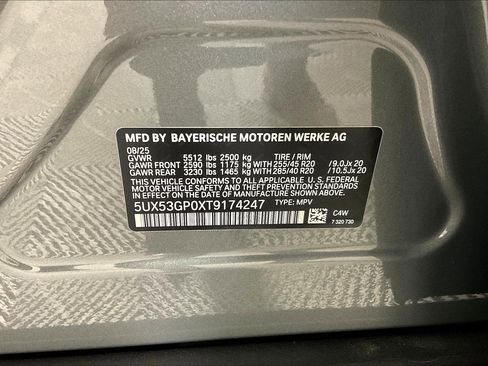 MFD BY BAYERISCHE MOTOREN WERKE AG
08/25
GVWR 5512 lbs 2500 kg TIRE / RIM
GAWR FRONT 2590 lbs 1175 kg WITH 255/45 R20 /9.0Jx 20
GAWR REAR 3230 lbs 1465 kg WITH 285/40 R20 /10.5Jx 20
THIS VEHICLE CONFORMS TO ALL APPLICABLE U.S. FEDERAL
MOTOR VEHICLE SAFETY STANDARDS IN EFFECT ON THE
DATE OF MANUFACTURE SHOWN ABOVE.
5UX53GP0XT9174247 TYPE: MPV
C4W
7 320 730